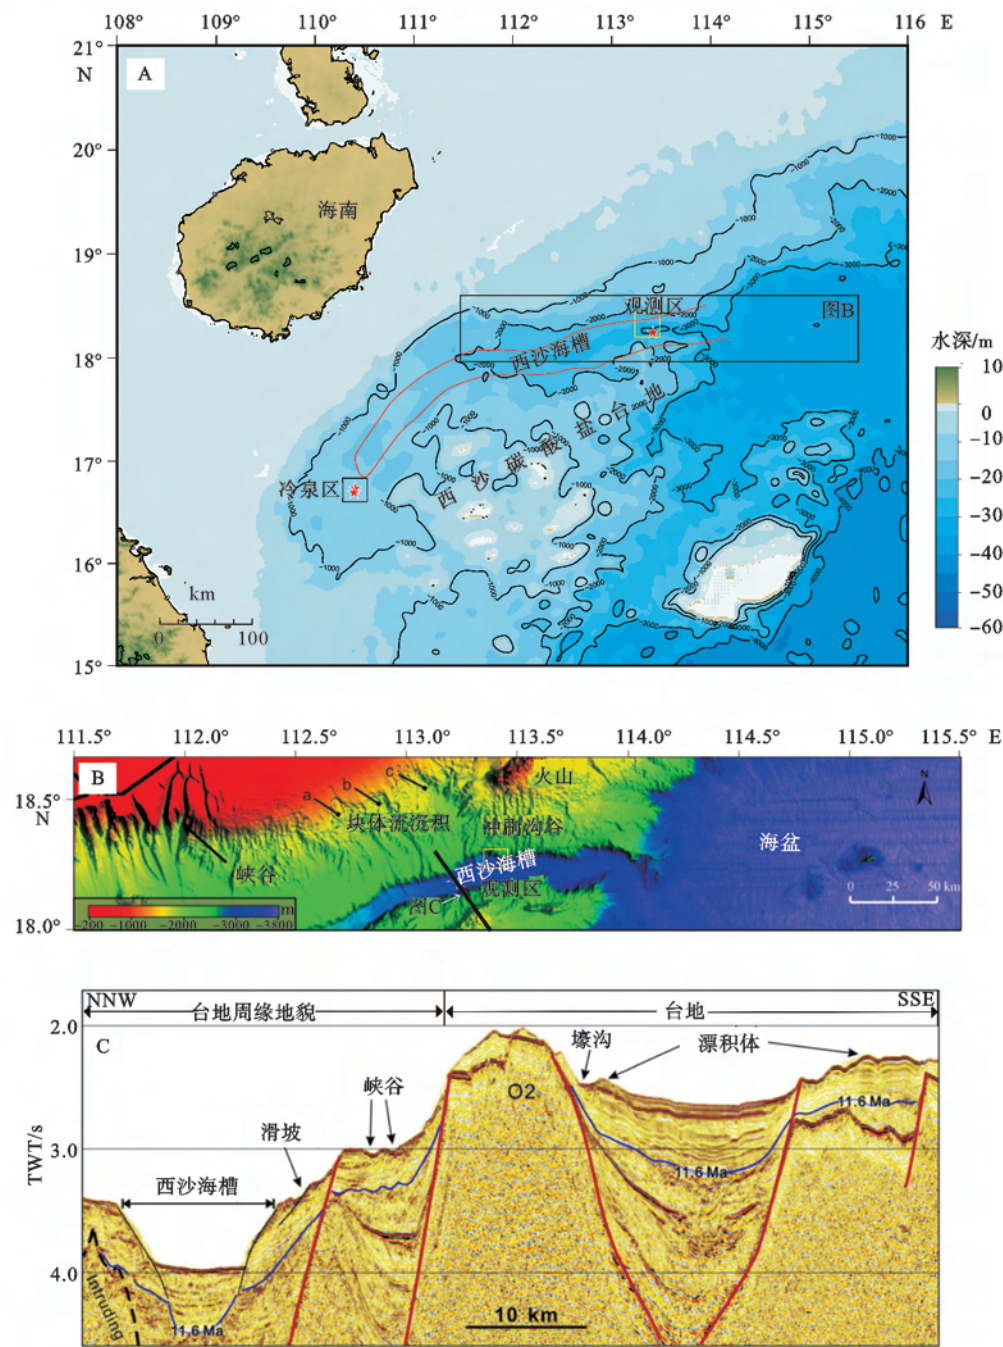 108° 109° 110° 111° 112° 113° 114° 115° 116 E
21°
N
A
20°
19°
18°
17°
16°
15°
海南
观测区
图B
西沙海槽
西沙碳酸盐台地
冷泉区
km
0 100
水深/m
10
0
-10
-20
-30
-40
-50
-60
111.5° 112.0° 112.5° 113.0° 113.5° 114.0° 114.5° 115.0° 115.5° E
B
18.5°
N
18.0°
a
b
c
火山
N
块体流沉积
冲刷沟谷
海盆
峡谷
西沙海槽
观测区
图C
0 25 50 km
m
-200 -1000 -2000 -3000 -3800
NNW
SSE
台地周缘地貌
台地
2.0
C
壕沟
漂积体
峡谷
O2
11.6 Ma
滑坡
3.0
TWT/s
西沙海槽
11.6 Ma
4.0
Intruding
11.6 Ma
10 km